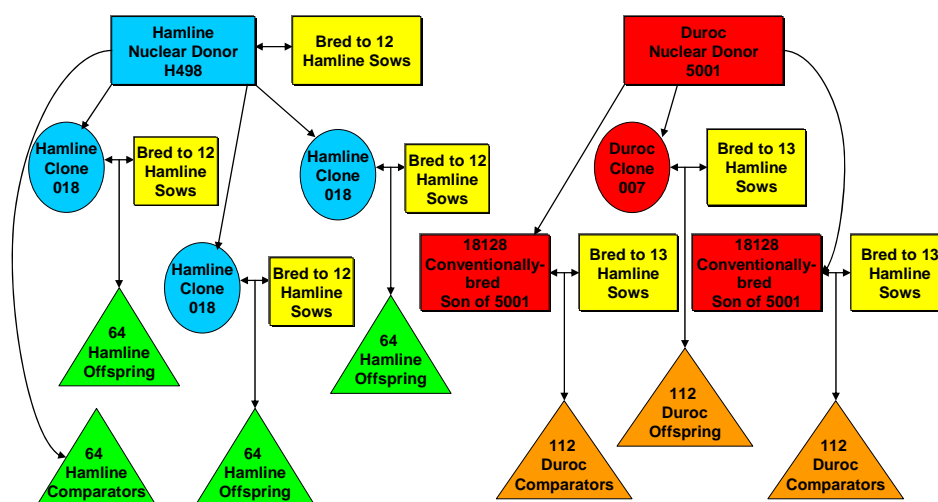 Hamline
Nuclear Donor
H498
Bred to 12
Hamline Sows
Duroc
Nuclear Donor
5001
Hamline
Clone
018
Bred to 12
Hamline
Sows
Hamline
Clone
018
Bred to 12
Hamline
Sows
Duroc
Clone
007
Bred to 13
Hamline
Sows
Hamline
Clone
018
Bred to 12
Hamline
Sows
18128
Conventionally-
bred
Son of 5001
Bred to 13
Hamline
Sows
18128
Conventionally-
bred
Son of 5001
Bred to 13
Hamline
Sows
64
Hamline
Offspring
64
Hamline
Offspring
112
Duroc
Offspring
64
Hamline
Comparators
64
Hamline
Offspring
112
Duroc
Comparators
112
Duroc
Comparators